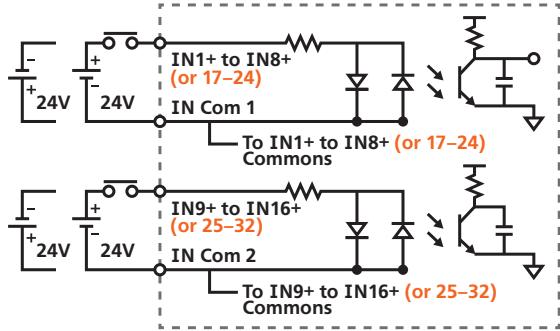 IN1+ to IN8+
(or 17–24)
−
+
24V
+
−
24V
IN Com 1
To IN1+ to IN8+ (or 17–24)
Commons
IN9+ to IN16+
(or 25–32)
−
+
24V
+
−
24V
IN Com 2
To IN9+ to IN16+ (or 25–32)
Commons